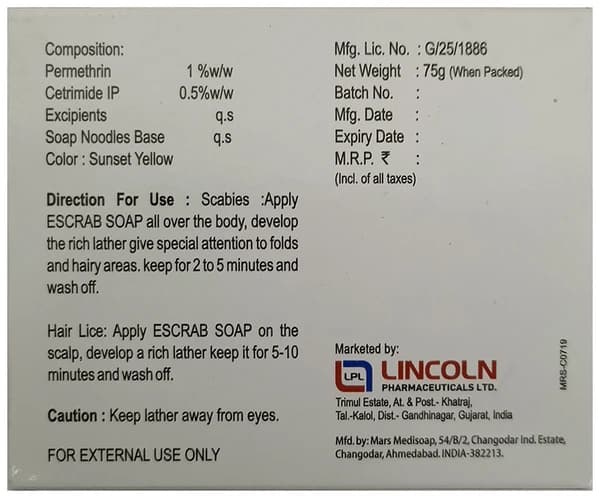 Composition:
Permethrin 1 %w/w
Cetrimide IP 0.5%w/w
Excipients q.s
Soap Noodles Base q.s
Color : Sunset Yellow
Direction For Use : Scabies :Apply
ESCRAB SOAP all over the body, develop
the rich lather give special attention to folds
and hairy areas. keep for 2 to 5 minutes and
wash off.
Hair Lice: Apply ESCRAB SOAP on the
scalp, develop a rich lather keep it for 5-10
minutes and wash off.
Caution : Keep lather away from eyes.
FOR EXTERNAL USE ONLY
Mfg. Lic. No. : G/25/1886
Net Weight : 75g (When Packed)
Batch No. :
Mfg. Date :
Expiry Date :
M.R.P. ₹ :
(Incl. of all taxes)
Marketed by:
LPL LINCOLN
PHARMACEUTICALS LTD.
Trimul Estate, At. & Post.- Khatraj,
Tal.-Kalol, Dist.- Gandhinagar, Gujarat, India
Mfd. by: Mars Medisoap, 54/B/2, Changodar Ind. Estate,
Changodar, Ahmedabad. INDIA-382213.
MRS-C0719